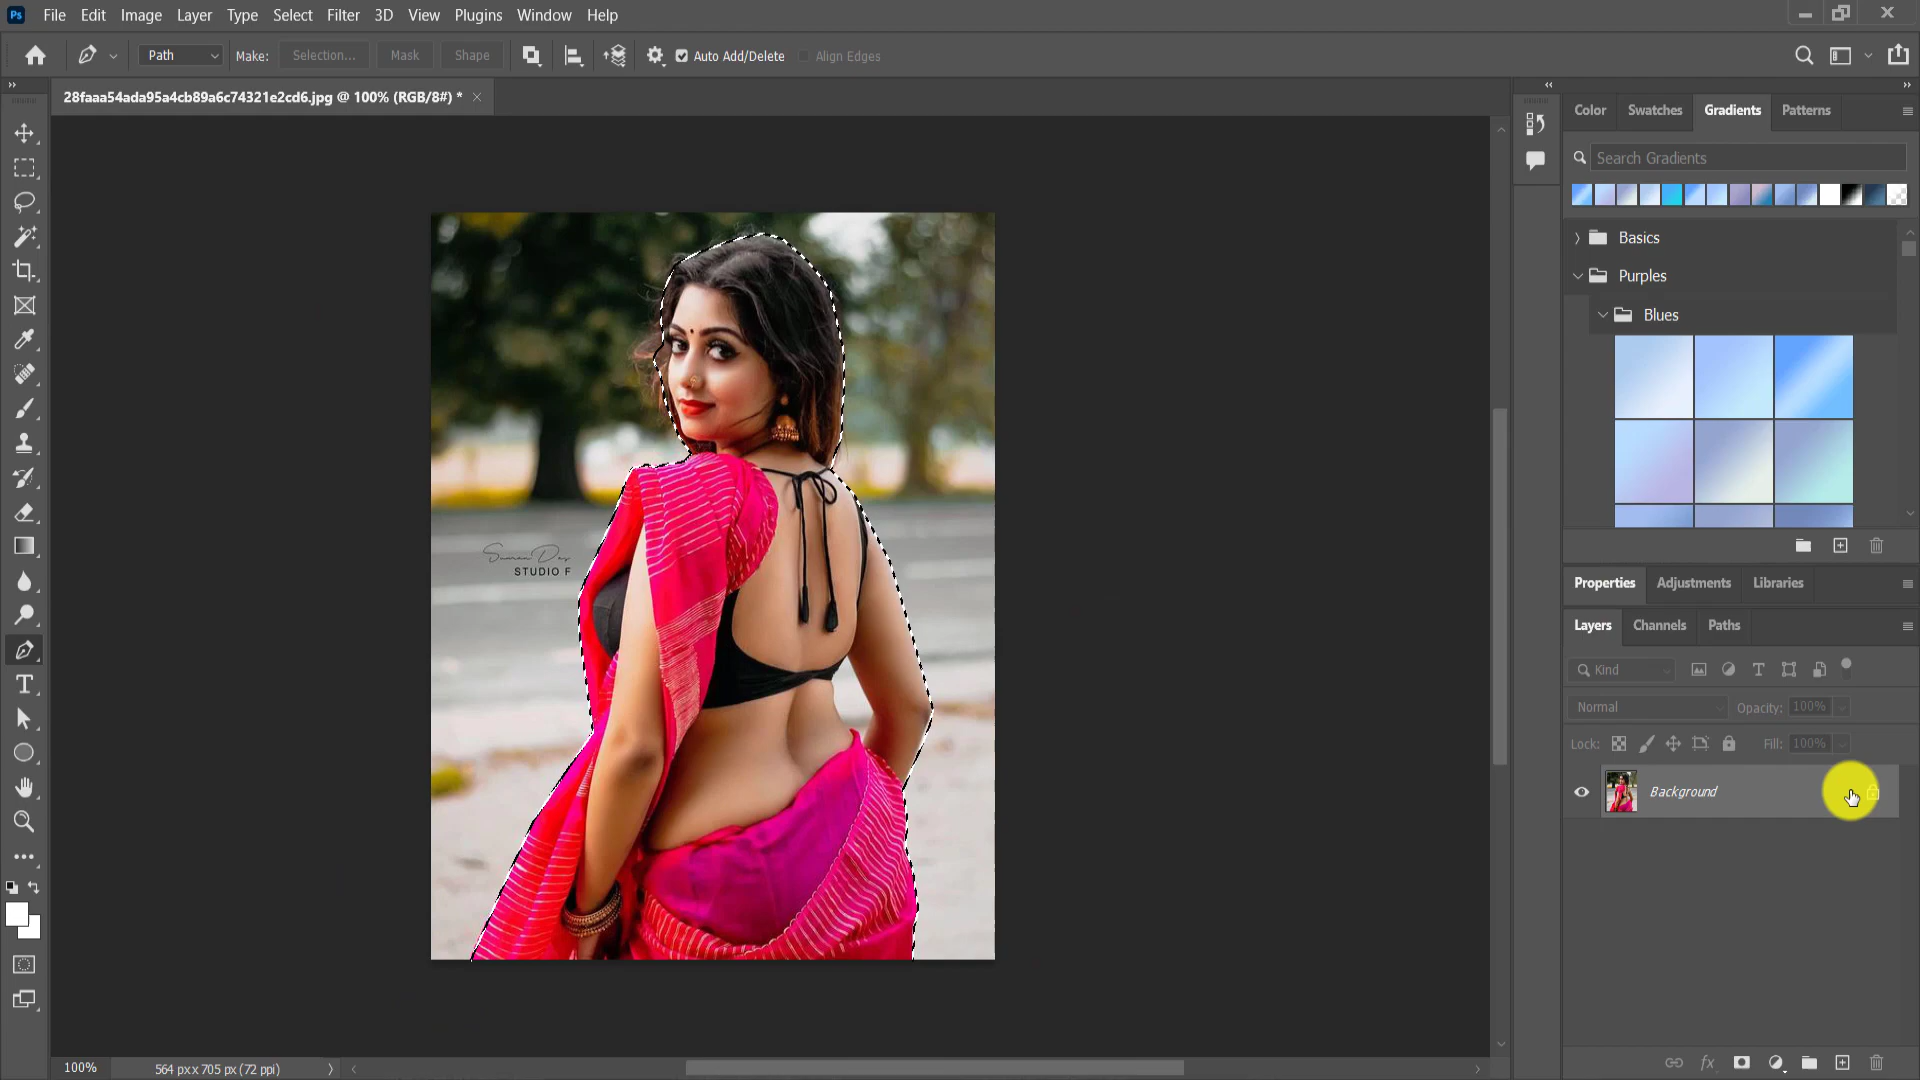 Ps File Edit Image Layer Type Select Filter 3D View Plugins Window Help
Path Make: Selection... Mask Shape Auto Add/Delete Align Edges
28faaa54ada95a4cb89a6c74321e2cd6.jpg @ 100% (RGB/8#) *
Color Swatches Gradients Patterns
Search Gradients
Basics
Purples
Blues
STUDIO F
Properties Adjustments Libraries
Layers Channels Paths
Kind
Normal Opacity: 100%
Lock: Fill: 100%
Background
100% 564 px x 705 px (72 ppi)